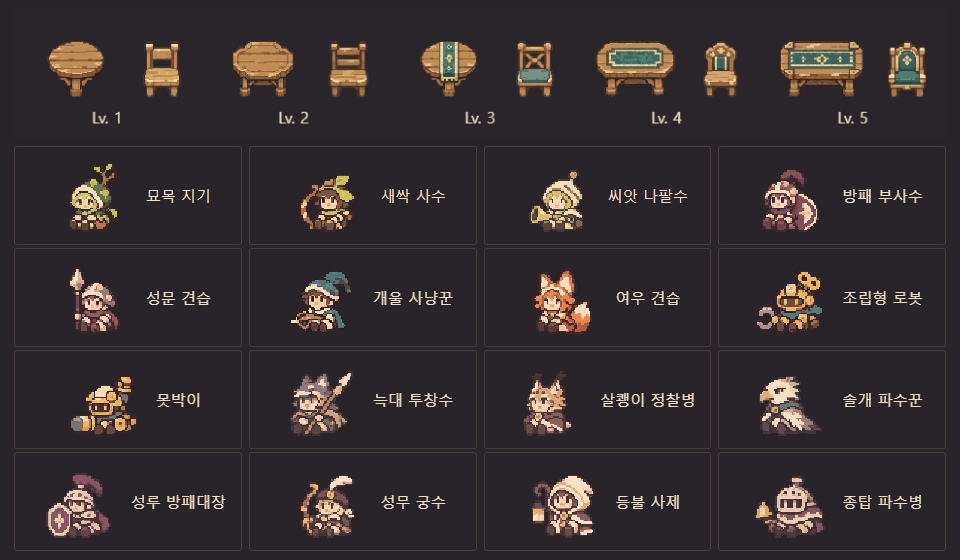 Lv. 1
Lv. 2
Lv. 3
Lv. 4
Lv. 5
묘목 지기
새싹 사수
씨앗 나팔수
방패 부사수
성문 견습
개울 사냥꾼
여우 견습
조립형 로봇
못박이
늑대 투창수
살쾡이 정찰병
솔개 파수꾼
성루 방패대장
성무 궁수
등불 사제
종탑 파수병